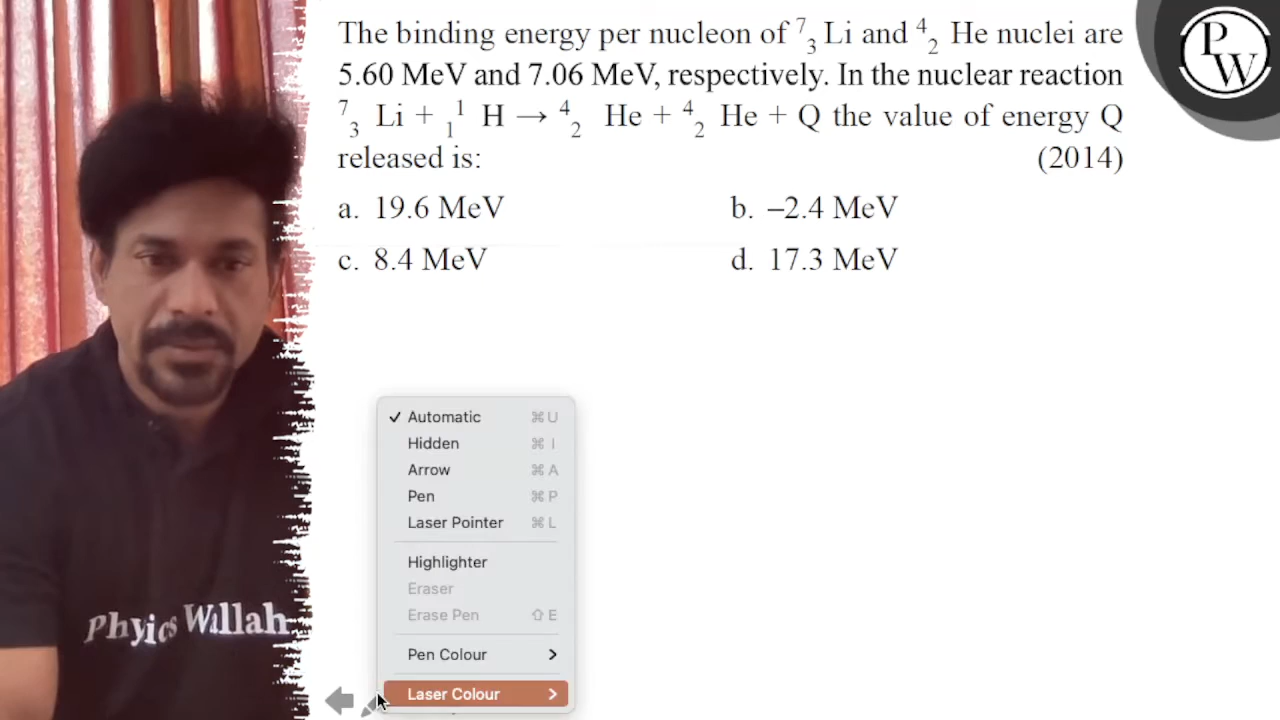 The binding energy per nucleon of ⁷₃ Li and ⁴₂ He nuclei are
5.60 MeV and 7.06 MeV, respectively. In the nuclear reaction
⁷₃ Li + ¹₁ H → ⁴₂ He + ⁴₂ He + Q the value of energy Q
released is: (2014)
a. 19.6 MeV b. –2.4 MeV
c. 8.4 MeV d. 17.3 MeV
PW
✓ Automatic ⌘ U
Hidden ⌘ I
Arrow ⌘ A
Pen ⌘ P
Laser Pointer ⌘ L
Highlighter
Eraser
Erase Pen ⇧ E
Pen Colour >
Laser Colour >
Phyics Wallah